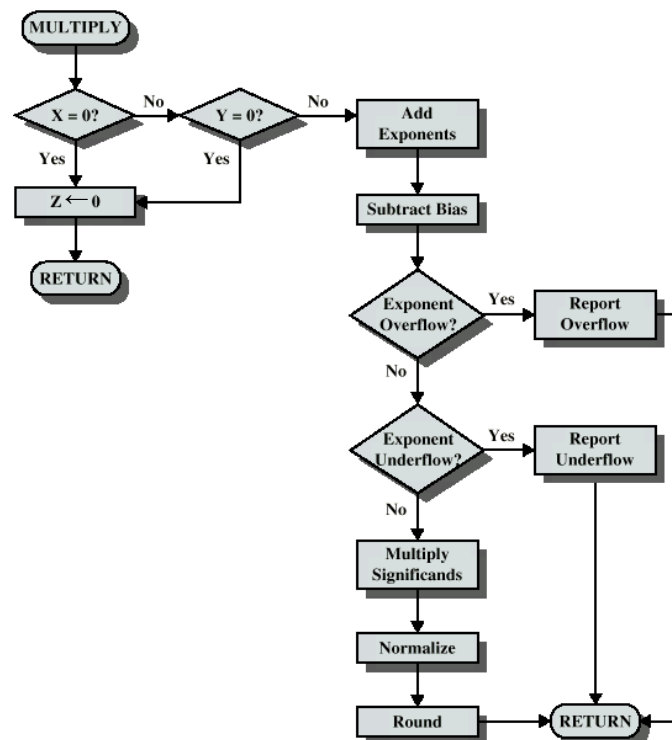 MULTIPLY
X = 0?
No
Y = 0?
No
Add
Exponents
Yes
Yes
Z ← 0
RETURN
Subtract Bias
Exponent
Overflow?
Yes
Report
Overflow
No
Exponent
Underflow?
Yes
Report
Underflow
No
Multiply
Significands
Normalize
Round
RETURN